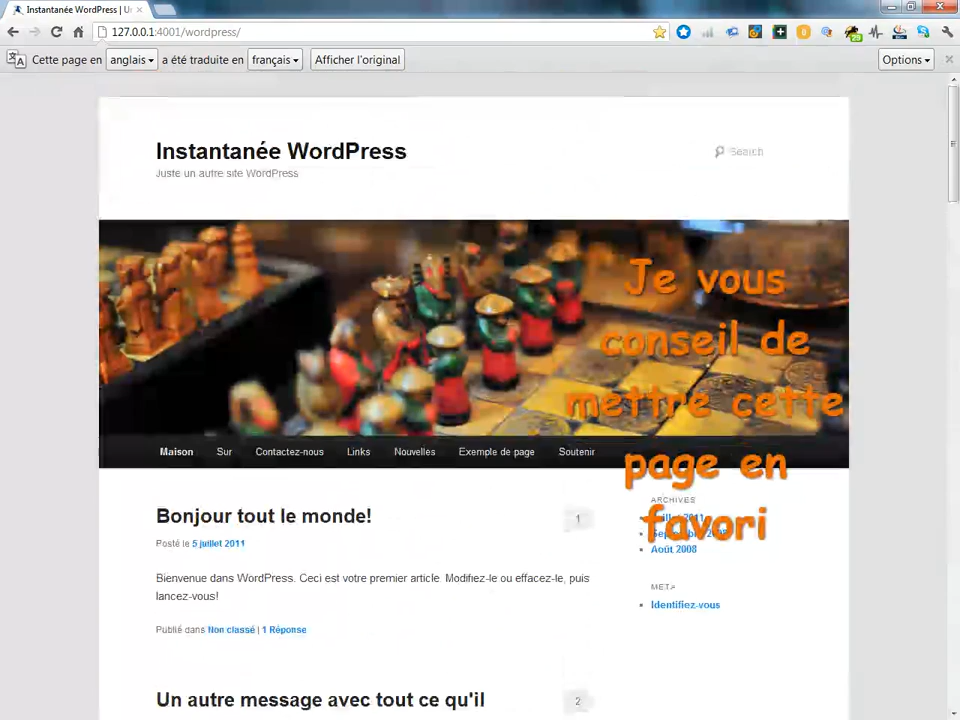 Instantanée WordPress | Un
127.0.0.1:4001/wordpress/
Cette page en anglais a été traduite en français Afficher l'original Options
Instantanée WordPress
Juste un autre site WordPress
Search
Je vous
conseil de
mettre cette
page en
favori
Maison Sur Contactez-nous Links Nouvelles Exemple de page Soutenir
Bonjour tout le monde!
1
Posté le 5 juillet 2011
Bienvenue dans WordPress. Ceci est votre premier article. Modifiez-le ou effacez-le, puis
lancez-vous!
Publié dans Non classé | 1 Réponse
Un autre message avec tout ce qu'il
2
ARCHIVES
Août 2008
META
Identifiez-vous